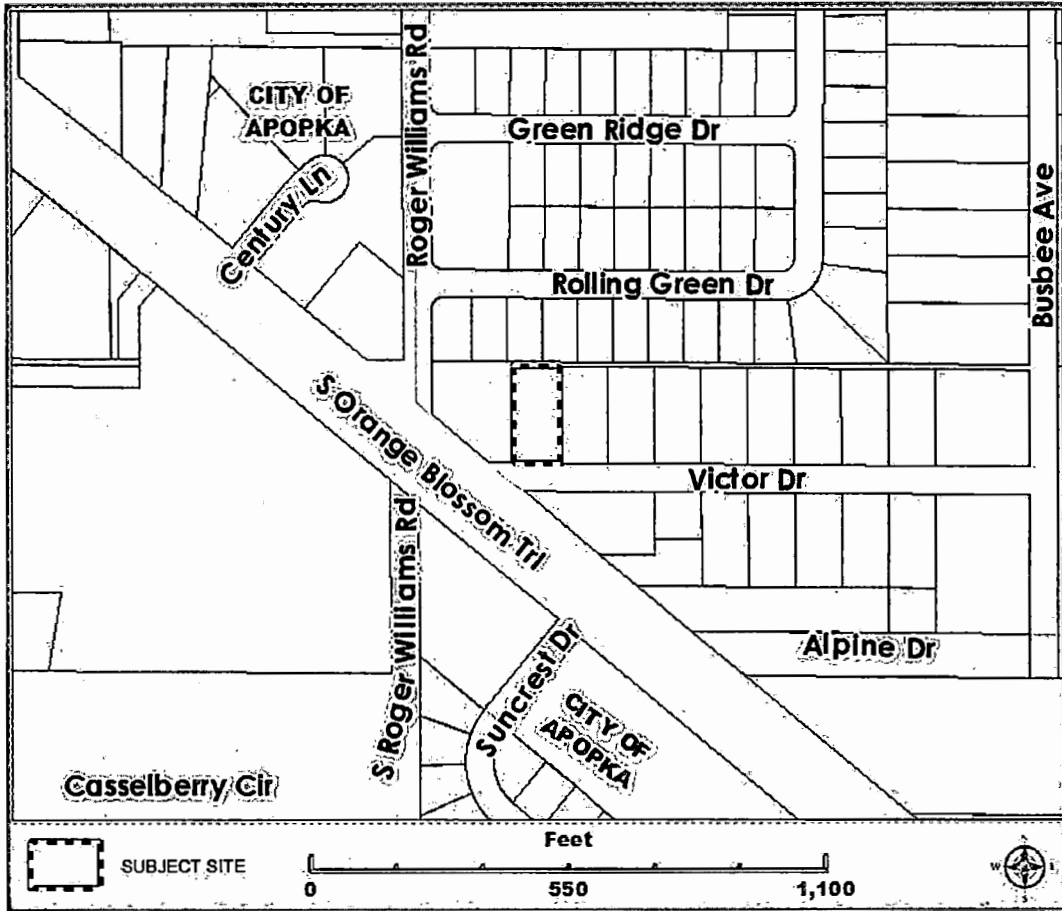 CITY OF
APOPKA
Roger Williams Rd
Green Ridge Dr
Century Ln
Busbee Ave
Rolling Green Dr
S Orange Blossom Trl
Victor Dr
S Roger Williams Rd
Suncrest Dr
Alpine Dr
CITY OF
APOPKA
Casselberry Cir
Feet
SUBJECT SITE
0 550 1,100
W